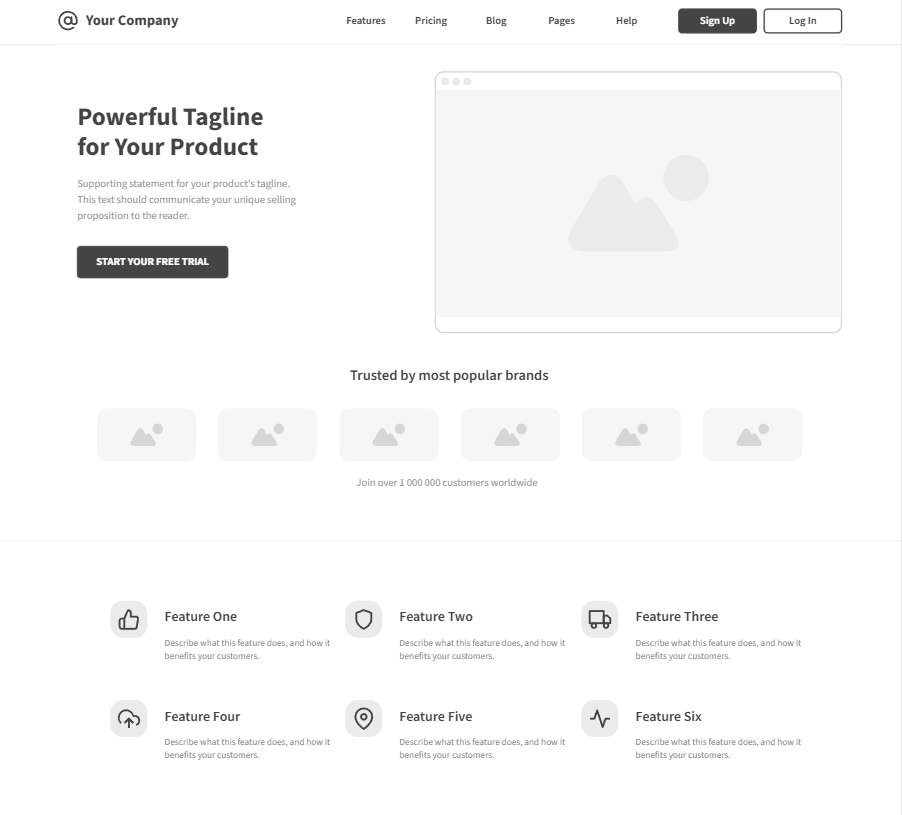 Your Company
Features
Pricing
Blog
Pages
Help
Sign Up
Log In
Powerful Tagline
for Your Product
Supporting statement for your product's tagline.
This text should communicate your unique selling
proposition to the reader.
START YOUR FREE TRIAL
Trusted by most popular brands
Join over 1 000 000 customers worldwide
Feature One
Describe what this feature does, and how it
benefits your customers.
Feature Two
Describe what this feature does, and how it
benefits your customers.
Feature Three
Describe what this feature does, and how it
benefits your customers.
Feature Four
Describe what this feature does, and how it
benefits your customers.
Feature Five
Describe what this feature does, and how it
benefits your customers.
Feature Six
Describe what this feature does, and how it
benefits your customers.